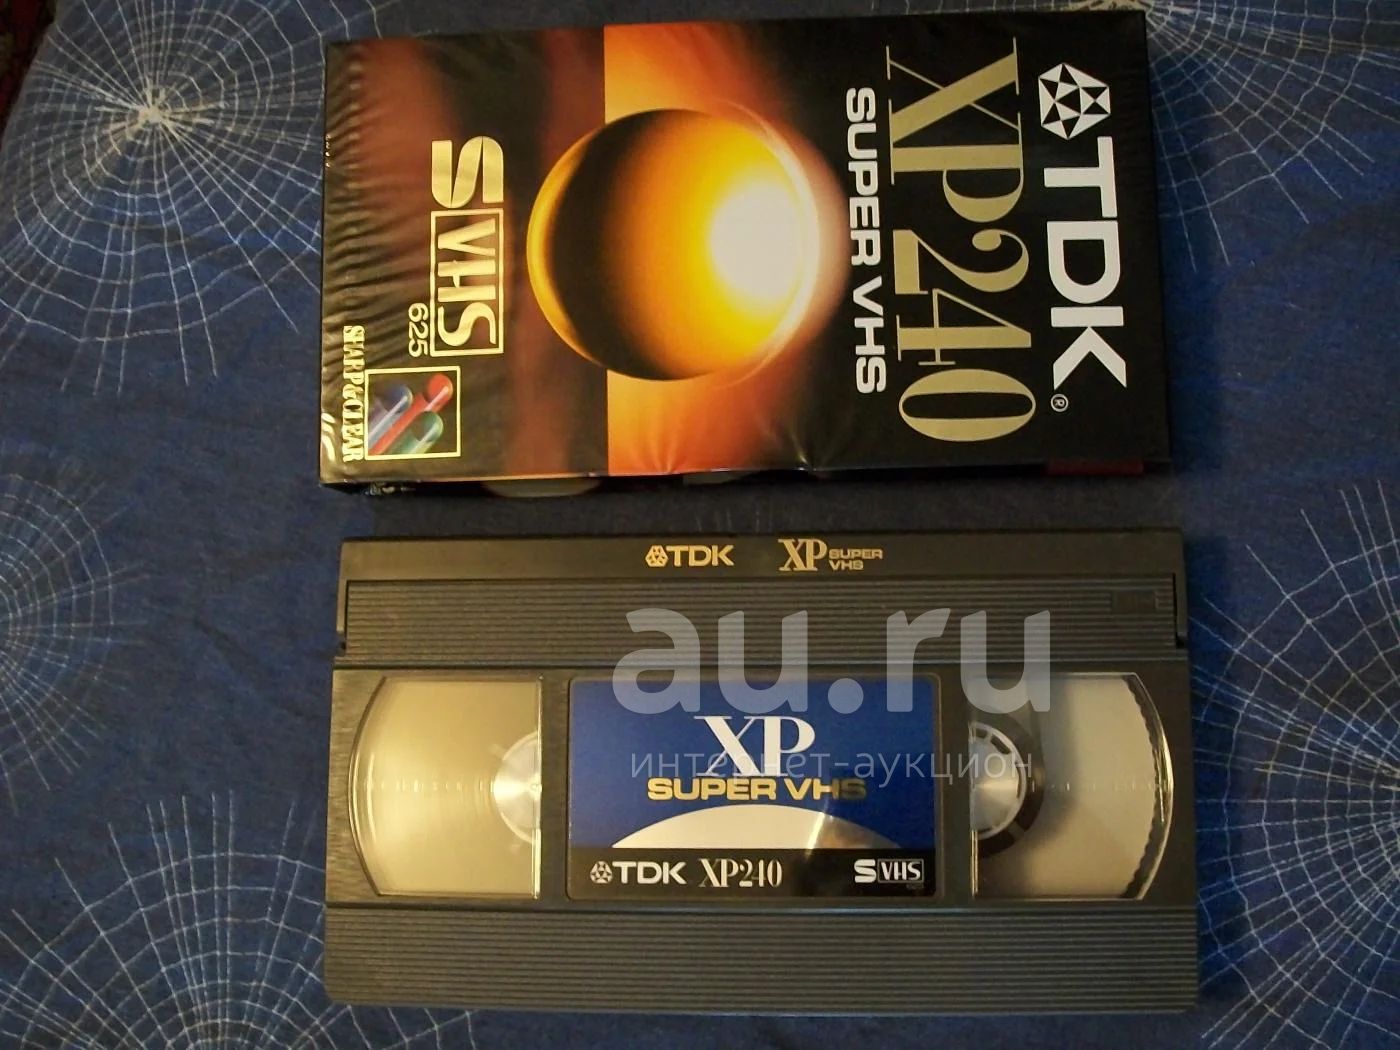 TDK®
XP240
SUPER VHS
S VHS
625
SHARP&CLEAR
TDK XP SUPER
VHS
au.ru
интернет-аукцион
XP
SUPER VHS
TDK XP240 S VHS